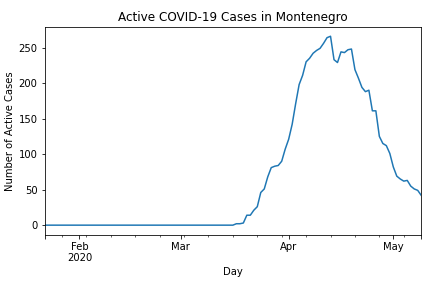 Active COVID-19 Cases in Montenegro
Number of Active Cases
250
200
150
100
50
0
Feb
2020
Mar
Apr
May
Day